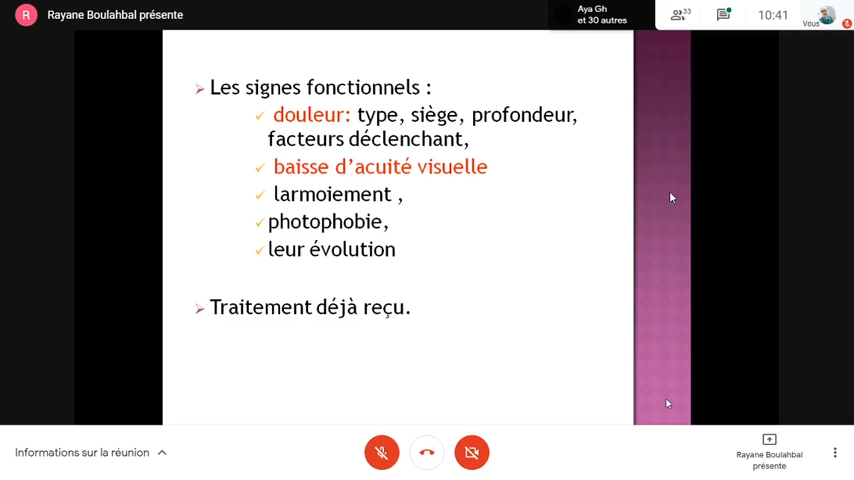 R Rayane Boulahbal présente
Aya Gh
et 30 autres
33
10:41
Vous
Les signes fonctionnels :
douleur: type, siège, profondeur,
facteurs déclenchant,
baisse d'acuité visuelle
larmoiement ,
photophobie,
leur évolution
Traitement déjà reçu.
Informations sur la réunion
Rayane Boulahbal
présente